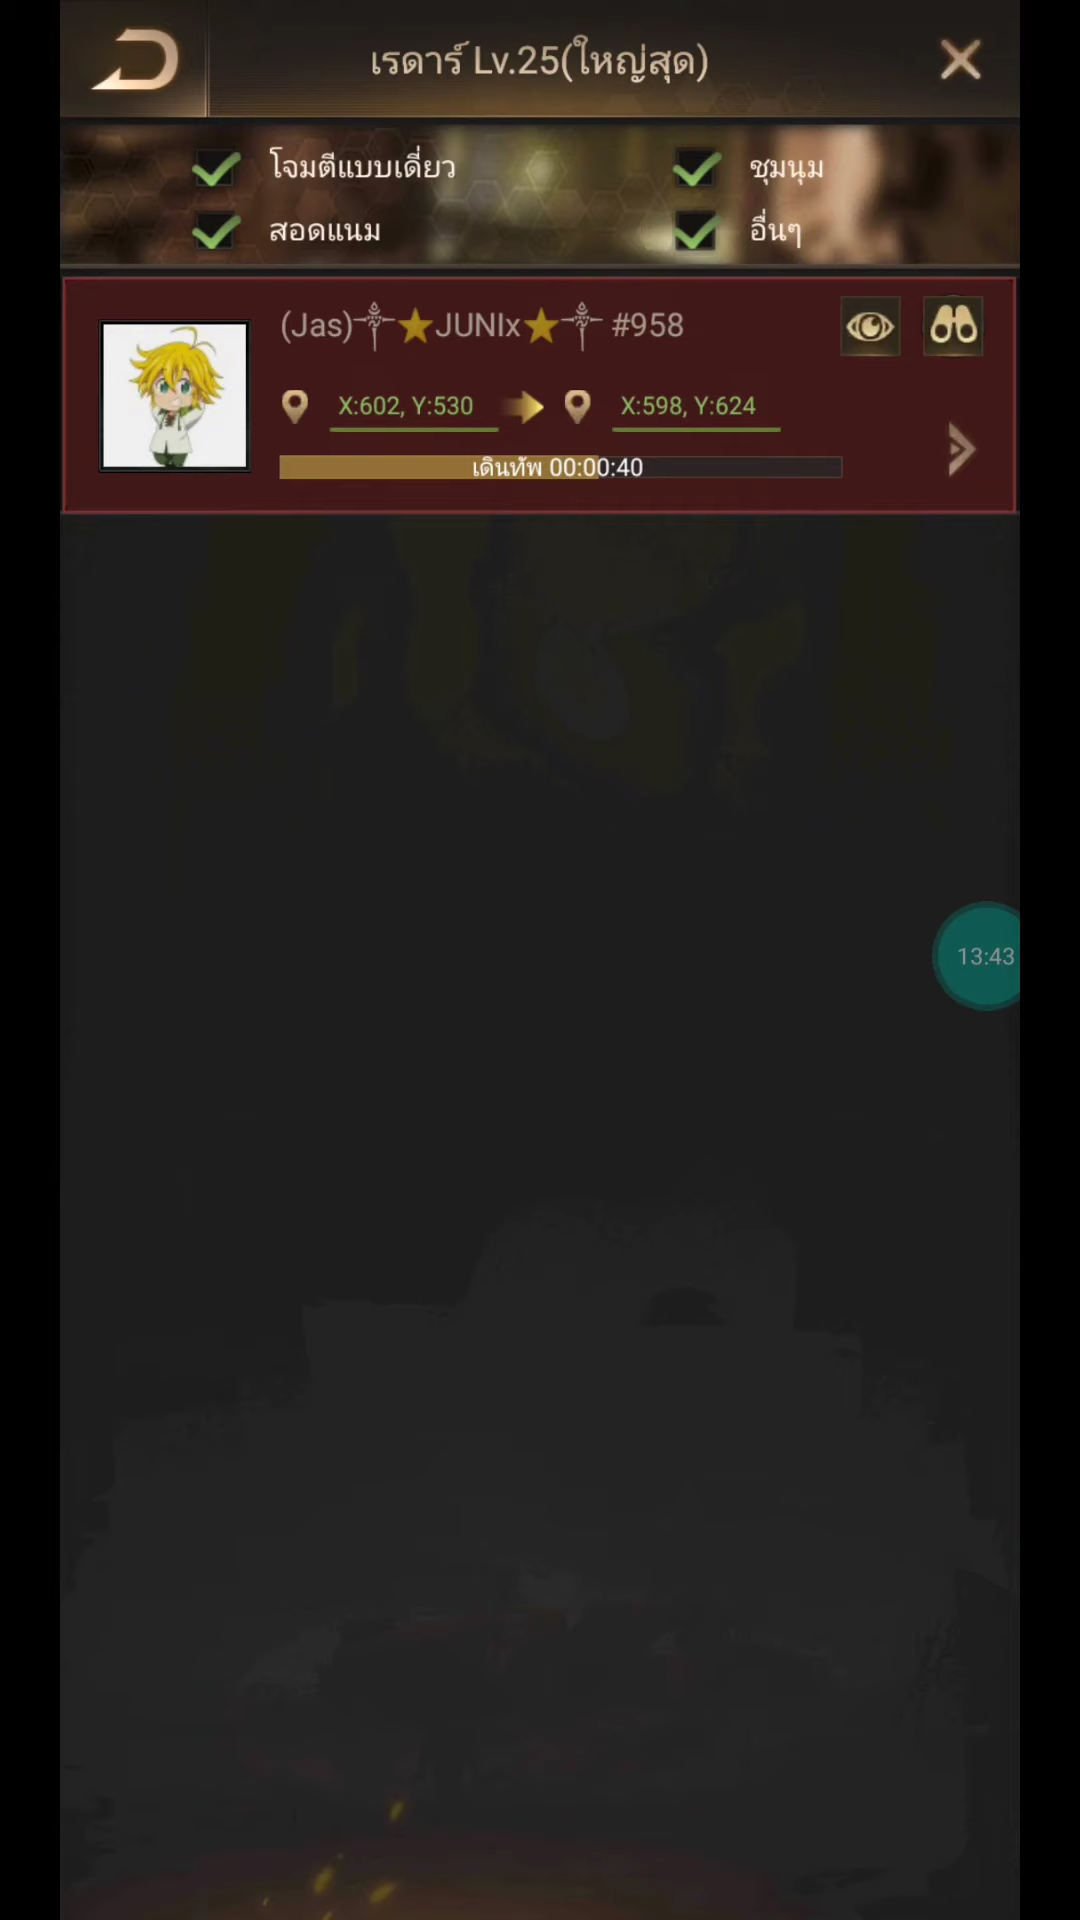 เรดาร์ Lv.25(ใหญ่สุด)
โจมตีแบบเดี่ยว
ชุมนุม
สอดแนม
อื่นๆ
(Jas)༒★JUNIx★༒ #958
X:602, Y:530
X:598, Y:624
เดินทัพ 00:00:40
13:43